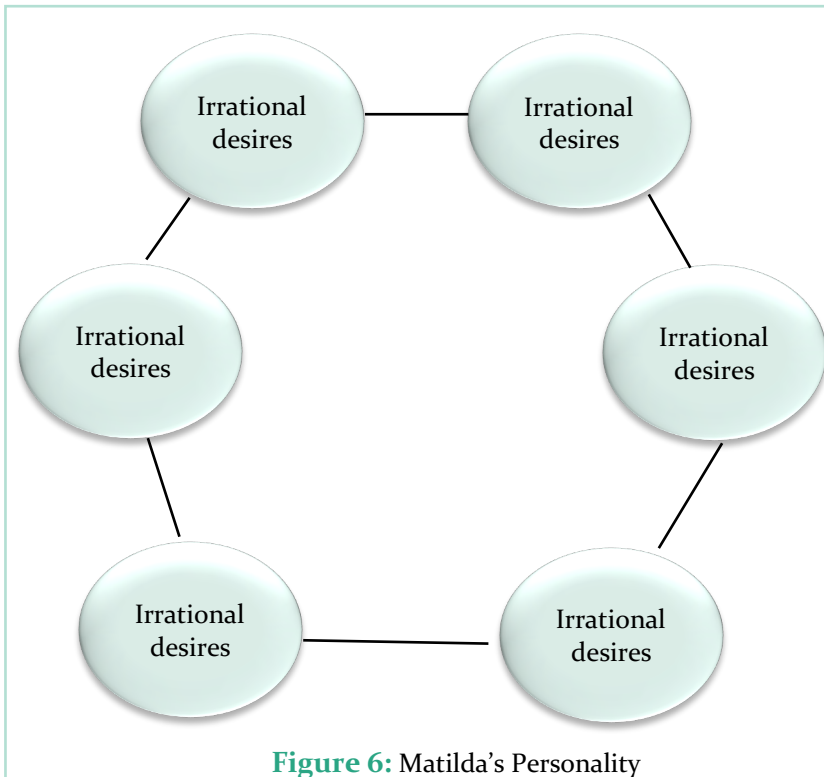 Irrational
desires
Irrational
desires
Irrational
desires
Irrational
desires
Irrational
desires
Irrational
desires
Figure 6: Matilda’s Personality